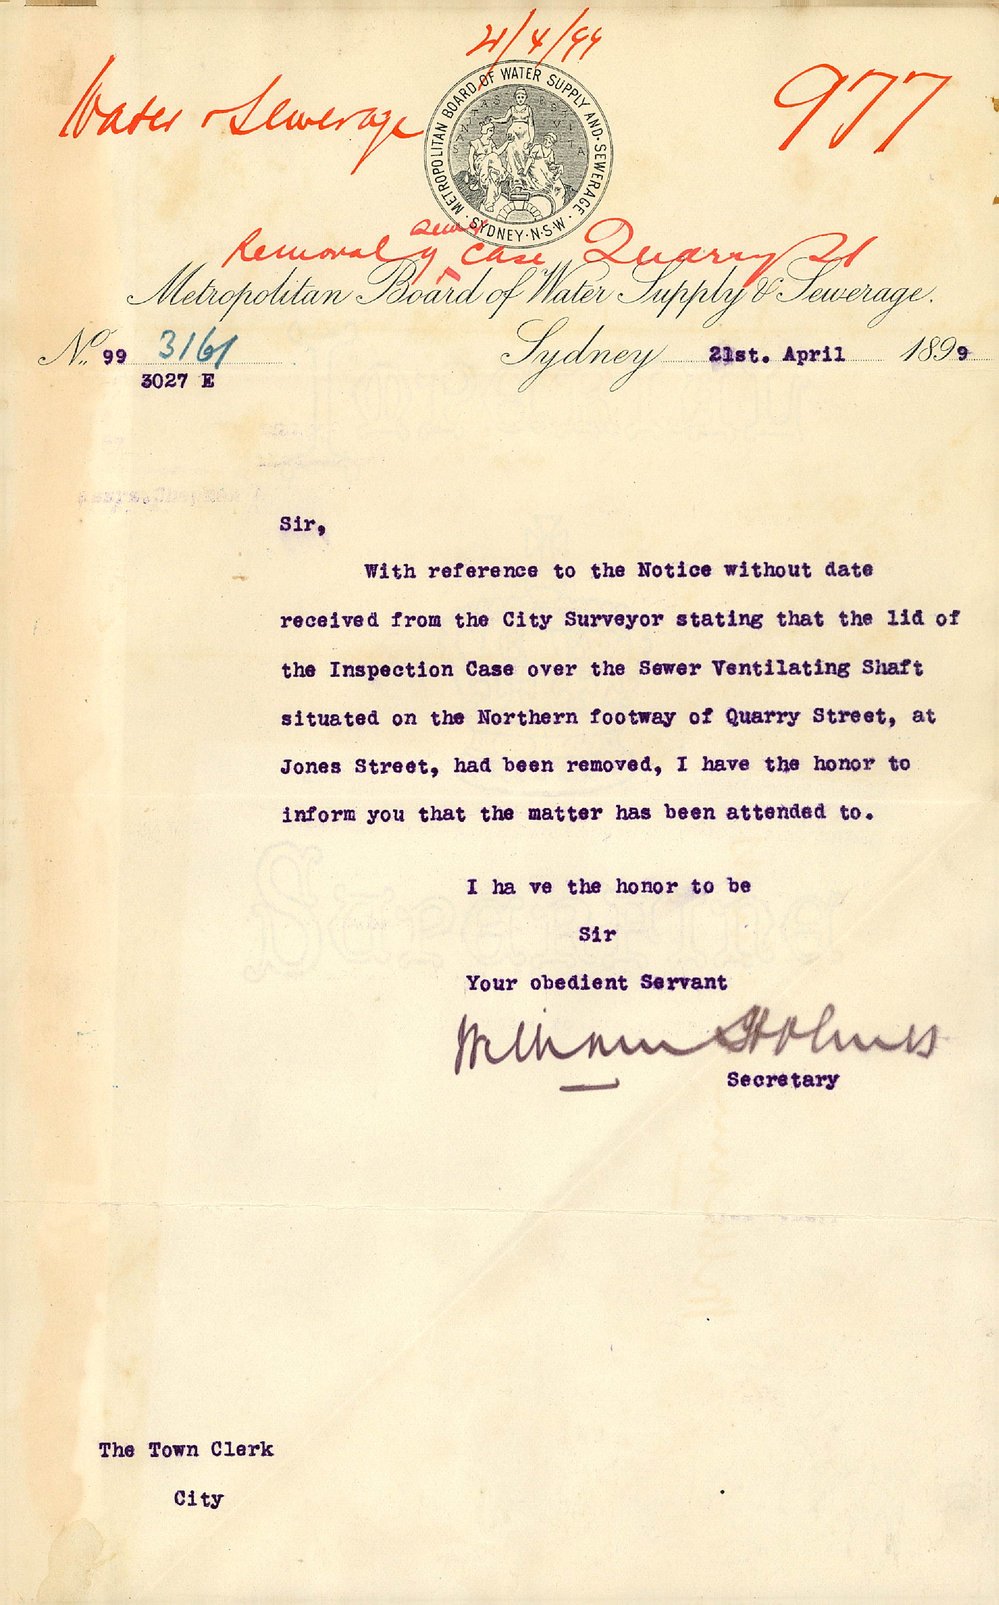 21/4/99
Water & Sewerage
977
METROPOLITAN BOARD OF WATER SUPPLY AND SEWERAGE
SYDNEY·N·S·W·
SANITAS
sewer
Removal of ^ Case Quarry St
Metropolitan Board of Water Supply & Sewerage.
No. 99 3161 Sydney 21st. April 1899
3027 E
Sir,
With reference to the Notice without date
received from the City Surveyor stating that the lid of
the Inspection Case over the Sewer Ventilating Shaft
situated on the Northern footway of Quarry Street, at
Jones Street, had been removed, I have the honor to
inform you that the matter has been attended to.
I ha ve the honor to be
Sir
Your obedient Servant
William Holmes
Secretary
The Town Clerk
City